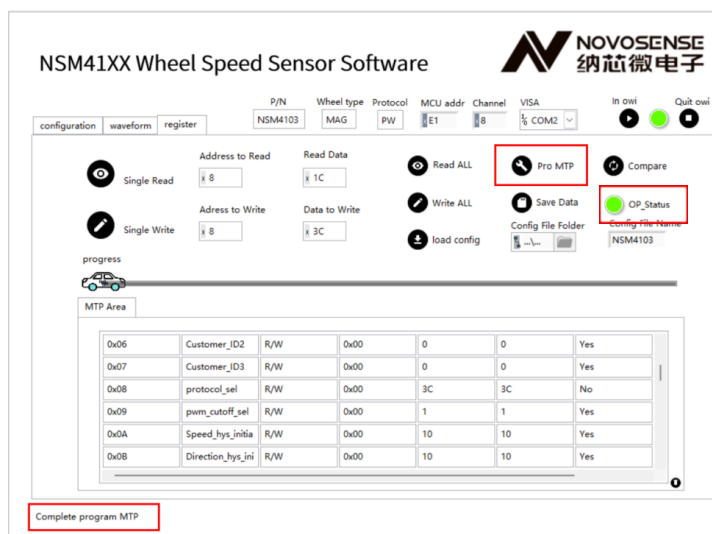 NSM41XX Wheel Speed Sensor Software
NOVOSENSE
纳芯微电子
P/N Wheel type Protocol MCU addr Channel VISA In owi Quit owi
configuration waveform register NSM4103 MAG PW x E1 x 8 COM2
Address to Read Read Data
Single Read x 8 x 1C Read ALL Pro MTP Compare
Adress to Write Data to Write Write ALL Save Data OP_Status
Single Write x 8 x 3C Config File Folder Config File Name
load config ...\... NSM4103
progress
MTP Area
0x06 Customer_ID2 R/W 0x00 0 0 Yes
0x07 Customer_ID3 R/W 0x00 0 0 Yes
0x08 protocol_sel R/W 0x00 3C 3C No
0x09 pwm_cutoff_sel R/W 0x00 1 1 Yes
0x0A Speed_hys_initia R/W 0x00 10 10 Yes
0x0B Direction_hys_ini R/W 0x00 10 10 Yes
Complete program MTP